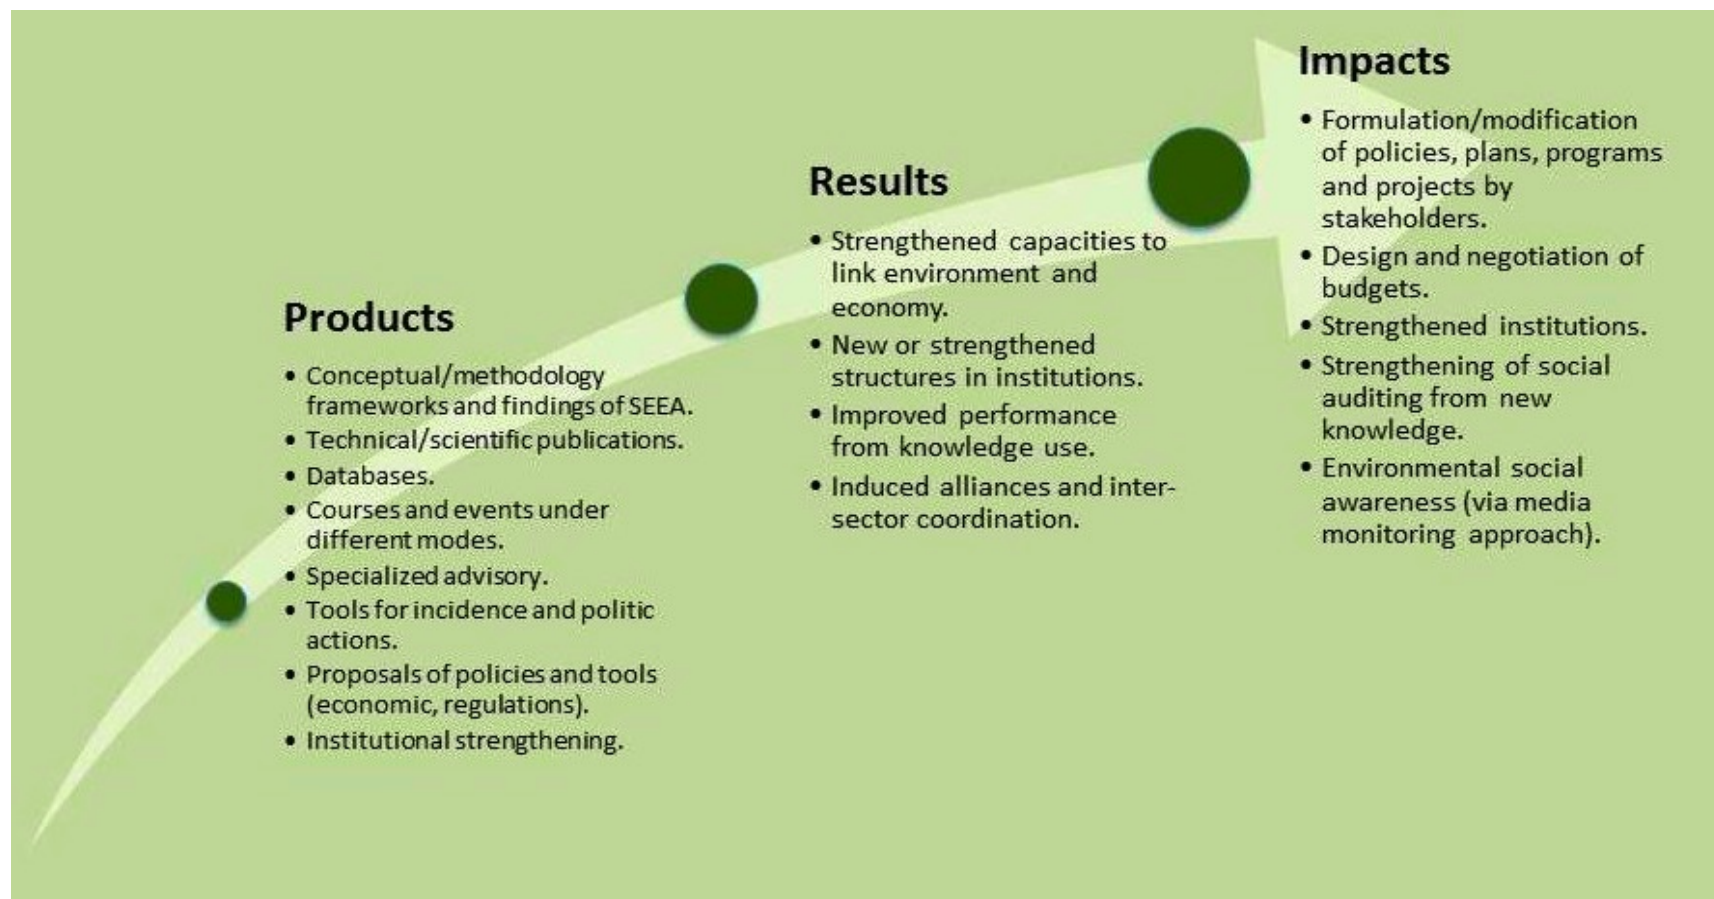 Products
• Conceptual/methodology
frameworks and findings of SEEA.
• Technical/scientific publications.
• Databases.
• Courses and events under
different modes.
• Specialized advisory.
• Tools for incidence and politic
actions.
• Proposals of policies and tools
(economic, regulations).
• Institutional strengthening.
Results
• Strengthened capacities to
link environment and
economy.
• New or strengthened
structures in institutions.
• Improved performance
from knowledge use.
• Induced alliances and inter-
sector coordination.
Impacts
• Formulation/modification
of policies, plans, programs
and projects by
stakeholders.
• Design and negotiation of
budgets.
• Strengthened institutions.
• Strengthening of social
auditing from new
knowledge.
• Environmental social
awareness (via media
monitoring approach).